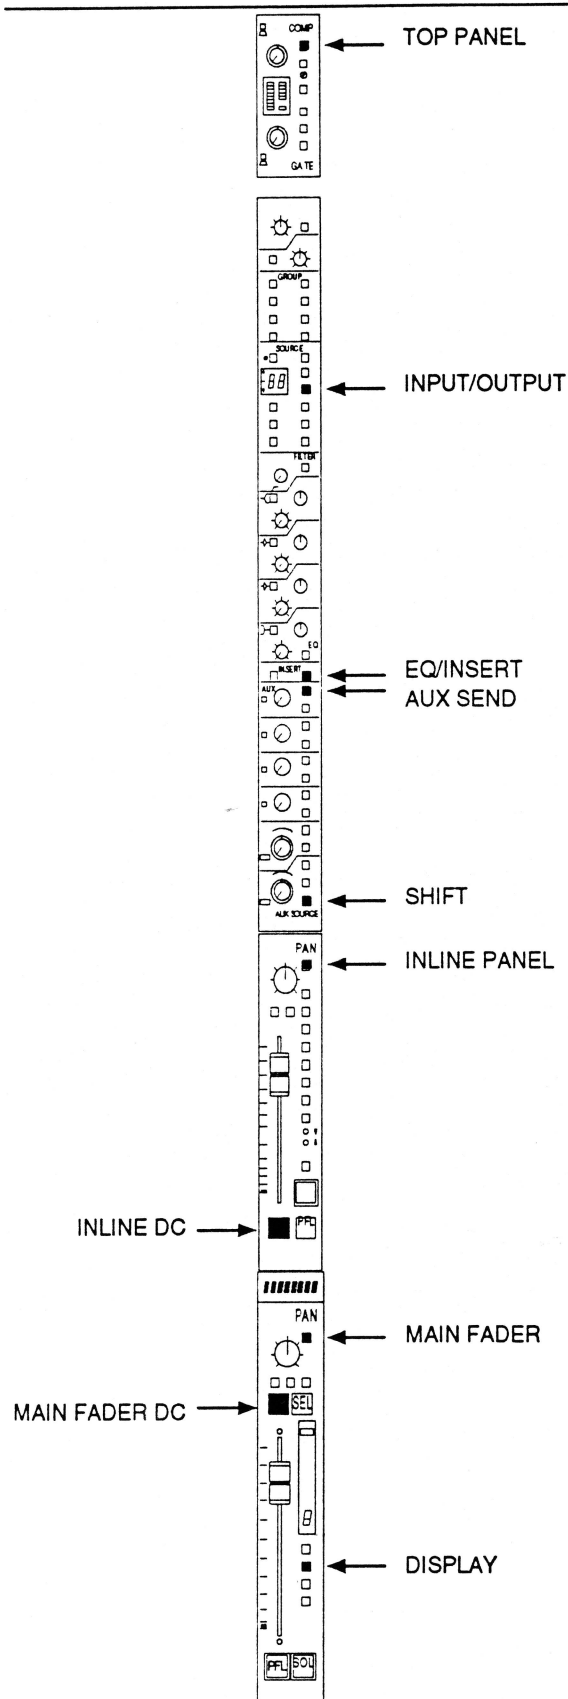 COMP
TOP PANEL
GATE
GROUP
SOURCE
INPUT/OUTPUT
FILTER
EQ
INSERT
EQ/INSERT
AUX
AUX SEND
SHIFT
AUX SOURCE
PAN
INLINE PANEL
INLINE DC
PFL
PAN
MAIN FADER
SEL
MAIN FADER DC
DISPLAY
PFL
SOL